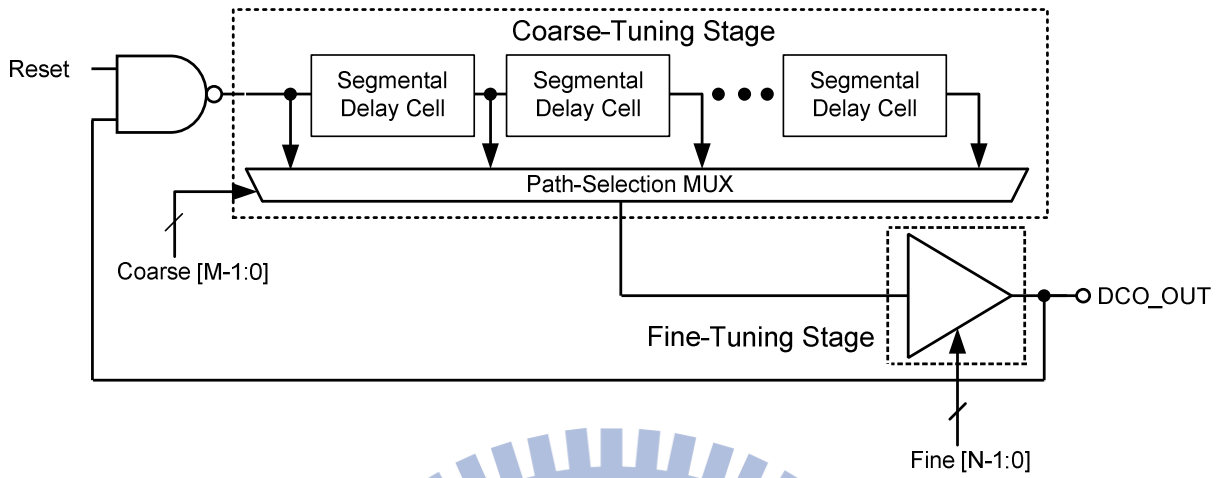 Coarse-Tuning Stage
Reset
Segmental
Delay Cell
Segmental
Delay Cell
Segmental
Delay Cell
Path-Selection MUX
Coarse [M-1:0]
DCO_OUT
Fine-Tuning Stage
Fine [N-1:0]